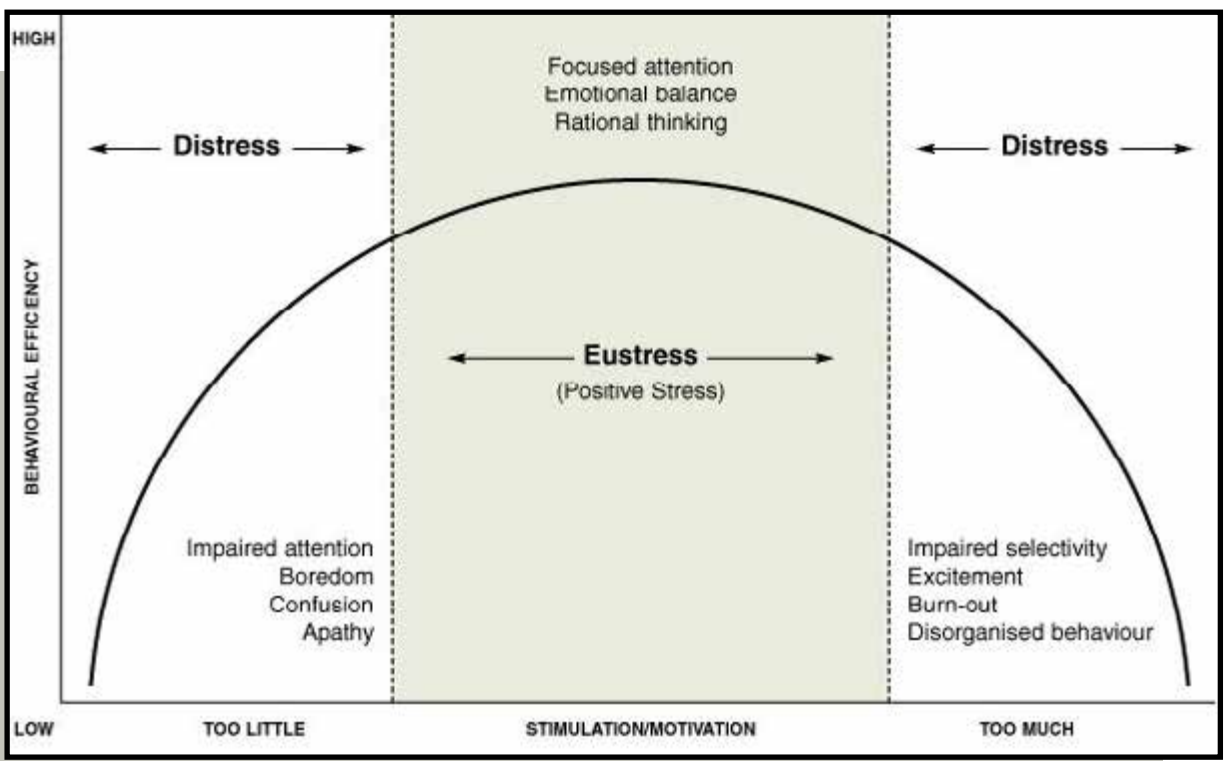 HIGH
Focused attention
Emotional balance
Rational thinking
Distress
Distress
BEHAVIOURAL EFFICIENCY
Eustress
(Positive Stress)
Impaired attention
Boredom
Confusion
Apathy
Impaired selectivity
Excitement
Burn-out
Disorganised behaviour
LOW
TOO LITTLE
STIMULATION/MOTIVATION
TOO MUCH